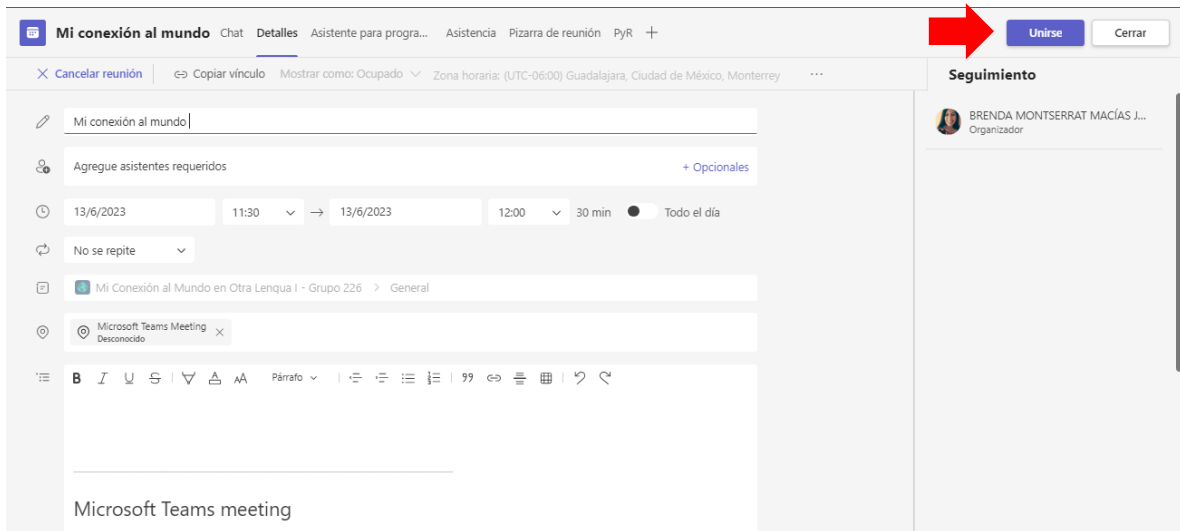 Mi conexión al mundo Chat Detalles Asistente para progra... Asistencia Pizarra de reunión PyR Unirse Cerrar
Cancelar reunión Copiar vínculo Mostrar como: Ocupado Zona horaria: (UTC-06:00) Guadalajara, Ciudad de México, Monterrey ... Seguimiento
Mi conexión al mundo
BRENDA MONTSERRAT MACÍAS J...
Organizador
Agregue asistentes requeridos + Opcionales
13/6/2023 11:30 → 13/6/2023 12:00 30 min Todo el día
No se repite
Mi Conexión al Mundo en Otra Lengua I - Grupo 226 > General
Microsoft Teams Meeting
Desconocido
B I U S AA Párrafo
Microsoft Teams meeting